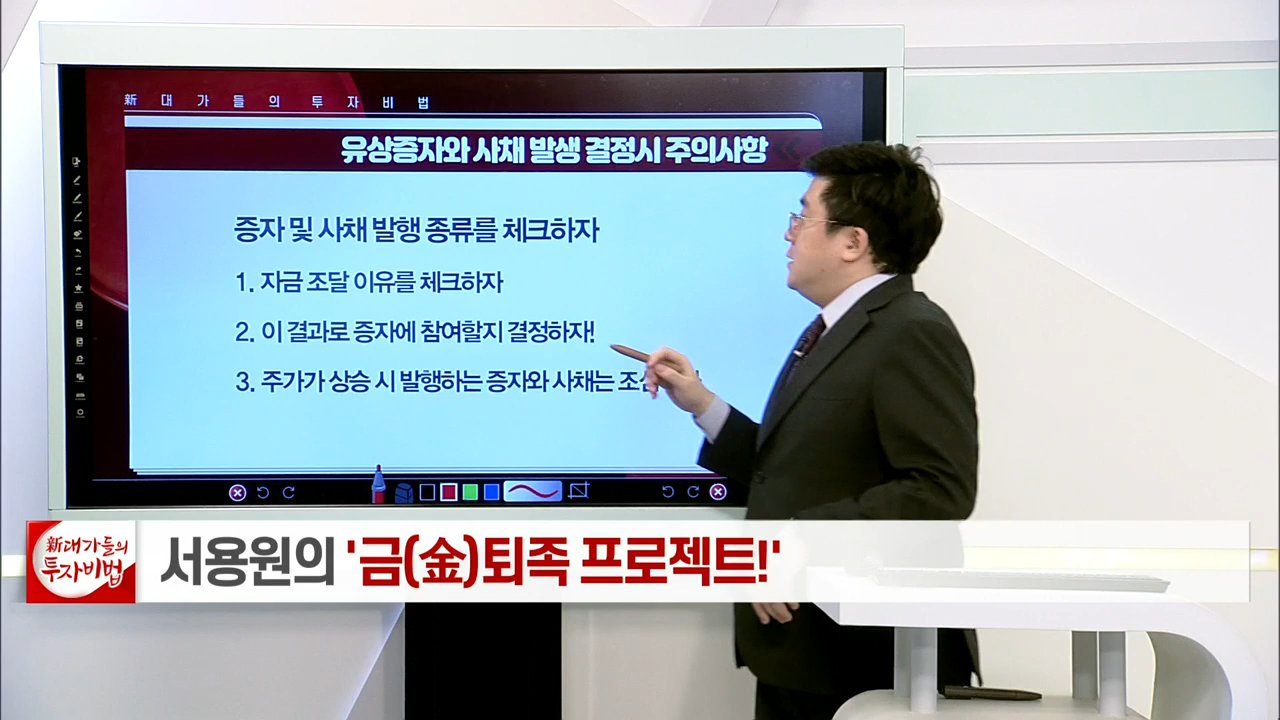 新 대 가 들 의 투 자 비 법
유상증자와 사채 발생 결정시 주의사항
증자 및 사채 발행 종류를 체크하자
1. 자금 조달 이유를 체크하자
2. 이 결과로 증자에 참여할지 결정하자!
3. 주가가 상승 시 발행하는 증자와 사채는
新대가들의
투자비법
서용원의 '금(金)퇴족 프로젝트!'